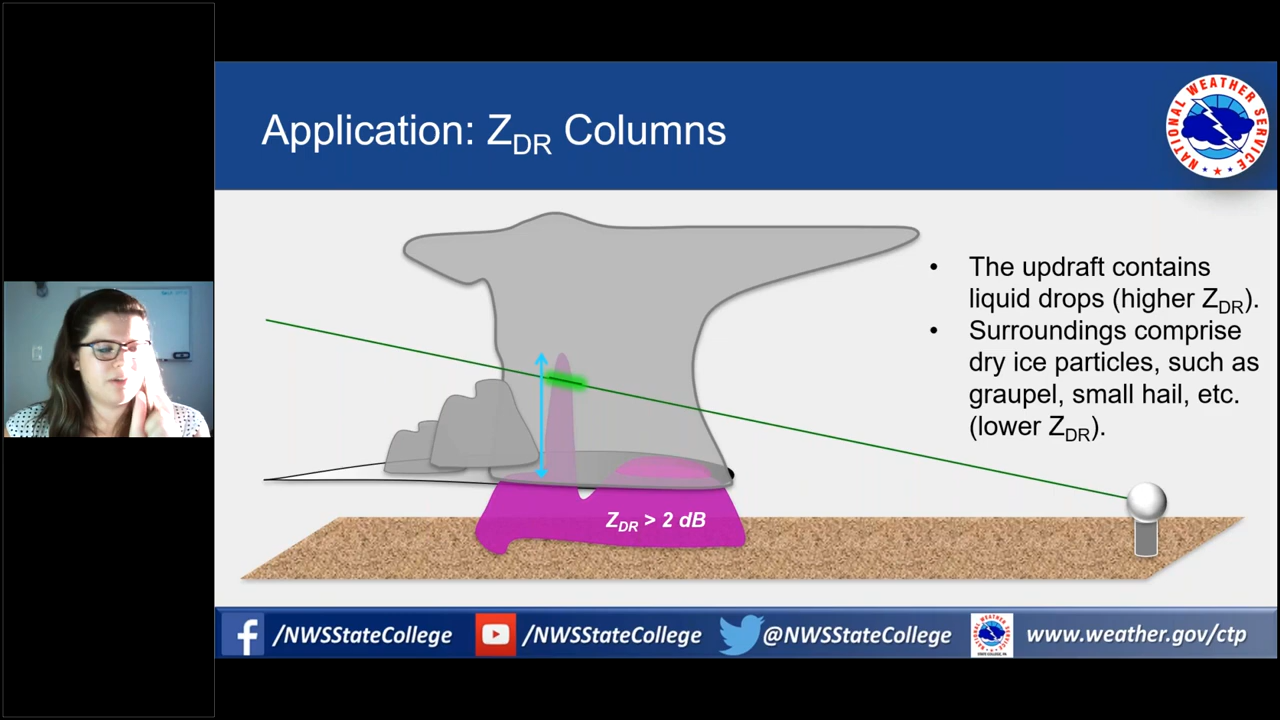 Application: ZDR Columns
NATIONAL WEATHER SERVICE
• The updraft contains
liquid drops (higher ZDR).
• Surroundings comprise
dry ice particles, such as
graupel, small hail, etc.
(lower ZDR).
ZDR > 2 dB
/NWSStateCollege
/NWSStateCollege
@NWSStateCollege
www.weather.gov/ctp